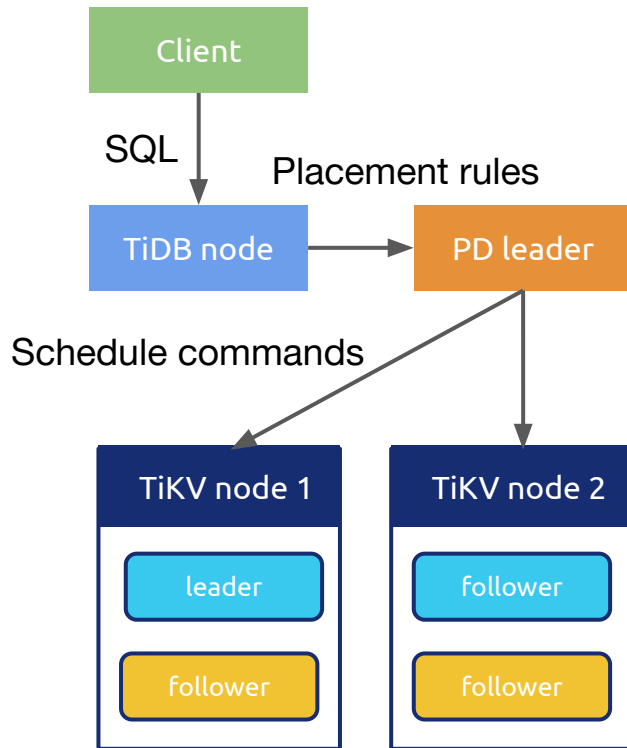 Client
SQL
Placement rules
TiDB node
PD leader
Schedule commands
TiKV node 1
TiKV node 2
leader
follower
follower
follower